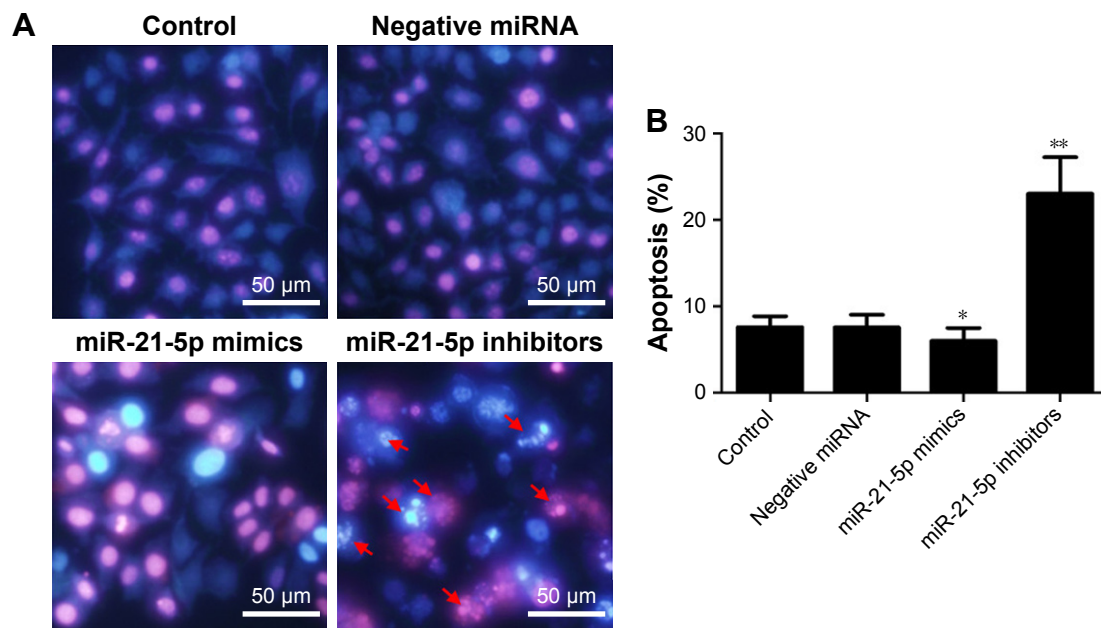 A
Control
Negative miRNA
50 µm
50 µm
miR-21-5p mimics
miR-21-5p inhibitors
50 µm
50 µm
B
Apoptosis (%)
30
20
10
0
*
**
Control
Negative miRNA
miR-21-5p mimics
miR-21-5p inhibitors